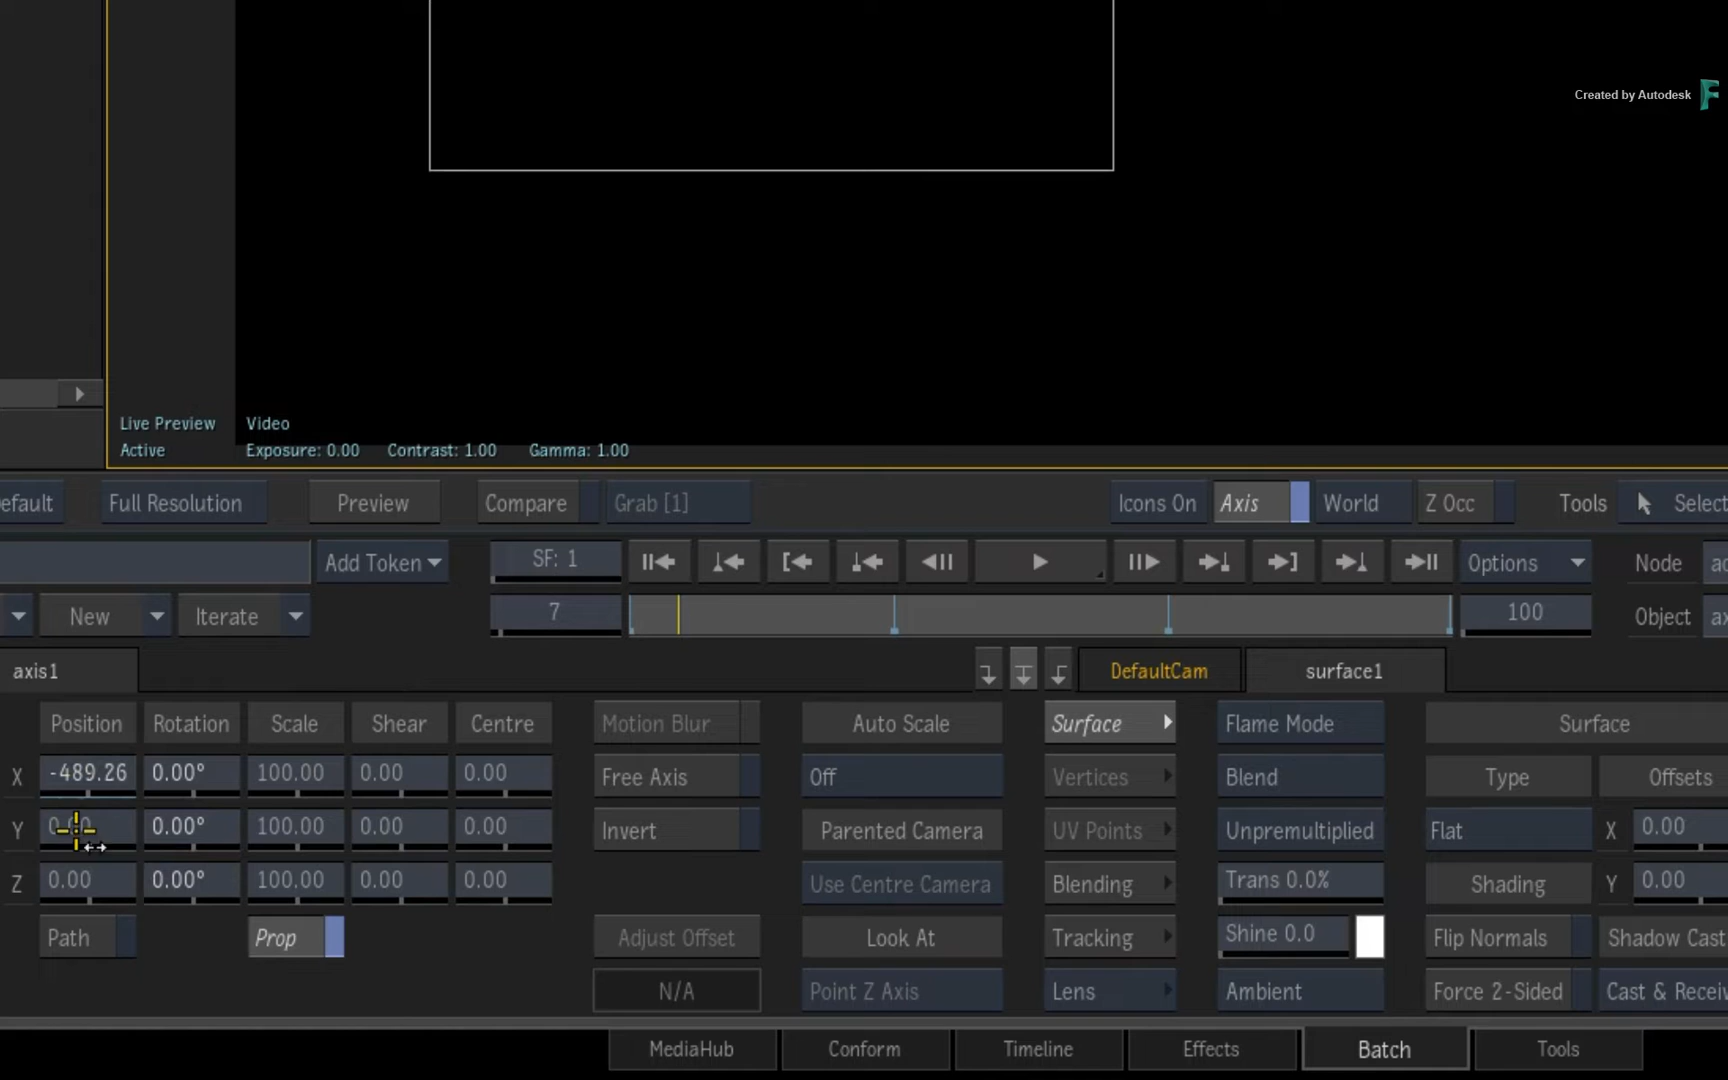 Created by Autodesk
Live Preview Video
Active Exposure: 0.00 Contrast: 1.00 Gamma: 1.00
efault Full Resolution Preview Compare Grab [1] Icons On Axis World Z Occ Tools Select
Add Token SF: 1 Options Node
New Iterate 7 100 Object
axis1 DefaultCam surface1
Position Rotation Scale Shear Centre Motion Blur Auto Scale Surface Flame Mode Surface
X -489.26 0.00° 100.00 0.00 0.00 Free Axis Off Vertices Blend Type Offsets
Y 0.00 0.00° 100.00 0.00 0.00 Invert Parented Camera UV Points Unpremultiplied Flat X 0.00
Z 0.00 0.00° 100.00 0.00 0.00 Use Centre Camera Blending Trans 0.0% Shading Y 0.00
Path Prop Adjust Offset Look At Tracking Shine 0.0 Flip Normals Shadow Cast
N/A Point Z Axis Lens Ambient Force 2-Sided Cast & Receiv
MediaHub Conform Timeline Effects Batch Tools